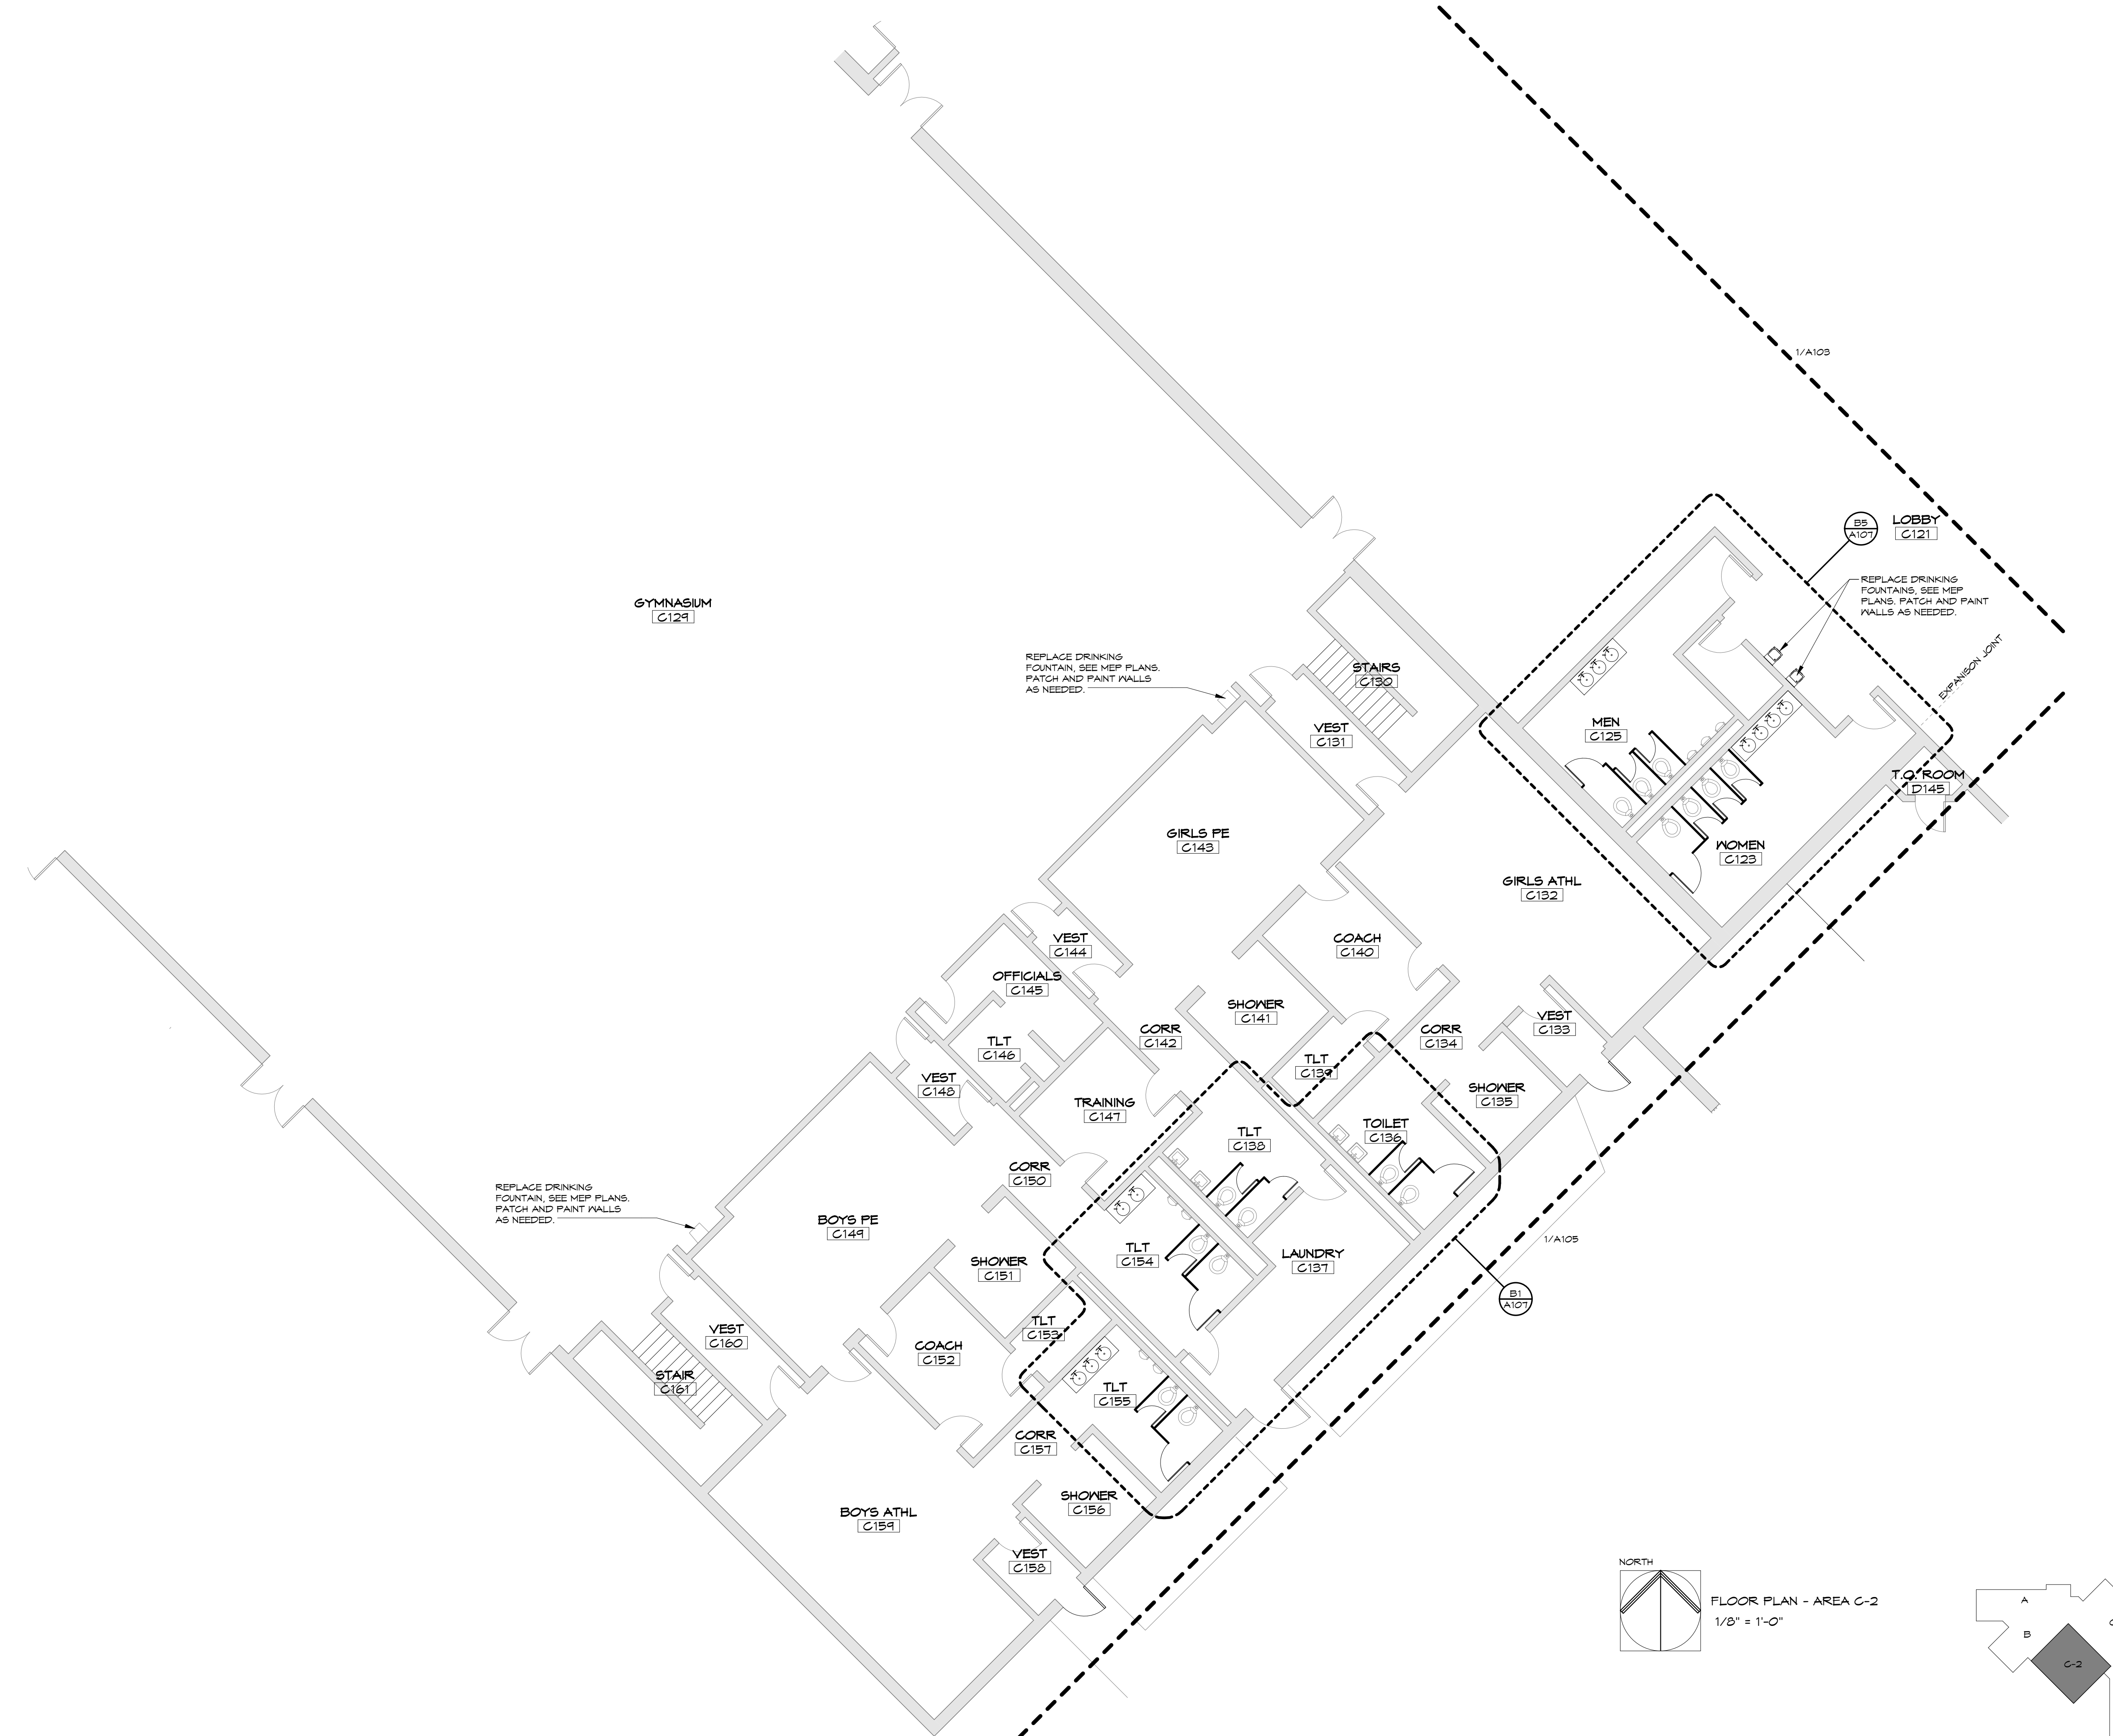 1/A103
B5
A107
LOBBY
C121
REPLACE DRINKING
FOUNTAINS, SEE MEP
PLANS. PATCH AND PAINT
WALLS AS NEEDED.
EXPANISON JOINT
GYMNASIUM
C129
REPLACE DRINKING
FOUNTAIN, SEE MEP PLANS.
PATCH AND PAINT WALLS
AS NEEDED.
STAIRS
C130
VEST
C131
MEN
C125
T.O. ROOM
D145
WOMEN
C123
GIRLS PE
C143
GIRLS ATHL
C132
COACH
C140
VEST
C144
OFFICIALS
C145
SHOWER
C141
CORR
C142
CORR
C134
VEST
C133
TLT
C146
TLT
C139
VEST
C148
SHOWER
C135
TRAINING
C147
TOILET
C136
TLT
C138
CORR
C150
REPLACE DRINKING
FOUNTAIN, SEE MEP PLANS.
PATCH AND PAINT WALLS
AS NEEDED.
BOYS PE
C149
SHOWER
C151
TLT
C154
LAUNDRY
C137
1/A105
B1
A107
VEST
C160
TLT
C153
COACH
C152
STAIR
C161
TLT
C155
CORR
C157
SHOWER
C156
BOYS ATHL
C159
VEST
C158
NORTH
FLOOR PLAN - AREA C-2
1/8" = 1'-0"
A
B
C-2